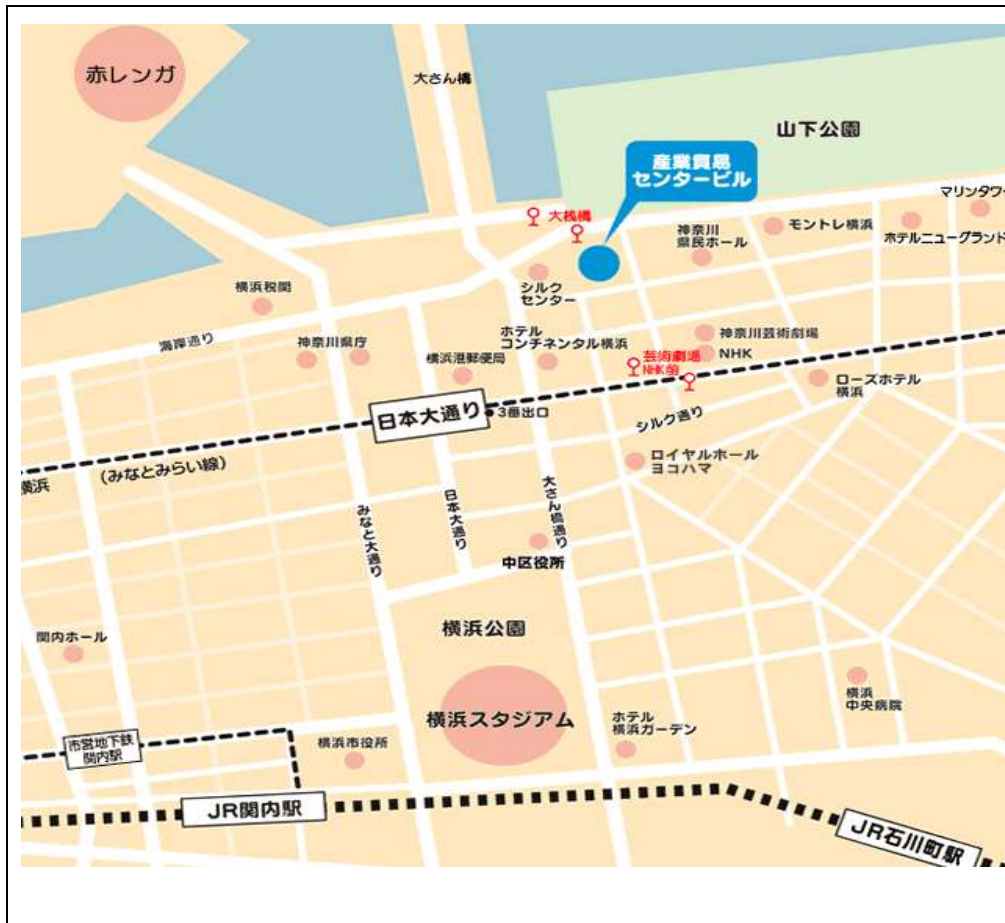 赤レンガ
大さん橋
山下公園
産業貿易
センタービル
マリンタワー
大桟橋
神奈川
県民ホール
モントレ横浜
ホテルニューグランド
シルク
センター
横浜税関
海岸通り
神奈川県庁
横浜港郵便局
ホテル
コンチネンタル横浜
神奈川芸術劇場
NHK
芸術劇場
NHK前
ローズホテル
横浜
日本大通り
3番出口
シルク通り
(みなとみらい線)
横浜
ロイヤルホール
ヨコハマ
みなと大通り
日本大通り
大さん橋通り
中区役所
横浜公園
関内ホール
横浜スタジアム
横浜
中央病院
ホテル
横浜ガーデン
市営地下鉄
関内駅
横浜市役所
JR関内駅
JR石川町駅